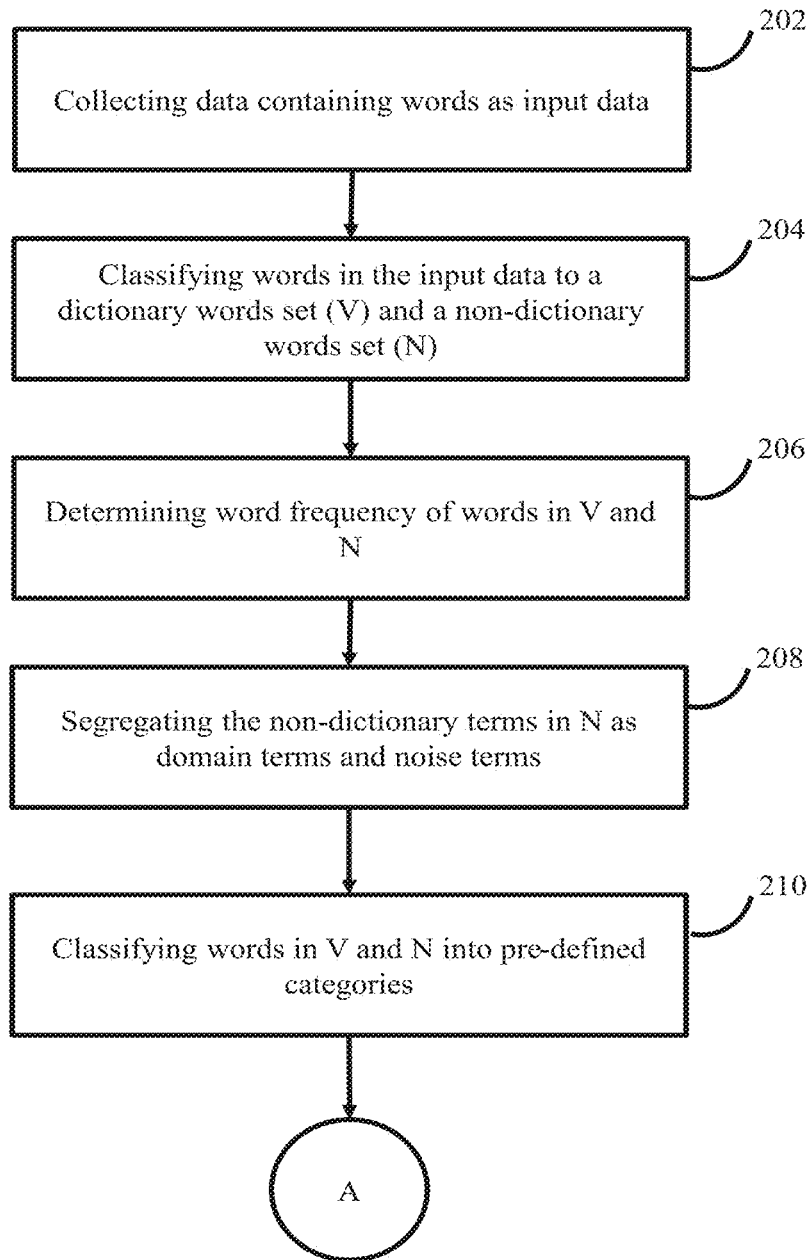 202
Collecting data containing words as input data
204
Classifying words in the input data to a
dictionary words set (V) and a non-dictionary
words set (N)
206
Determining word frequency of words in V and
N
208
Segregating the non-dictionary terms in N as
domain terms and noise terms
210
Classifying words in V and N into pre-defined
categories
A